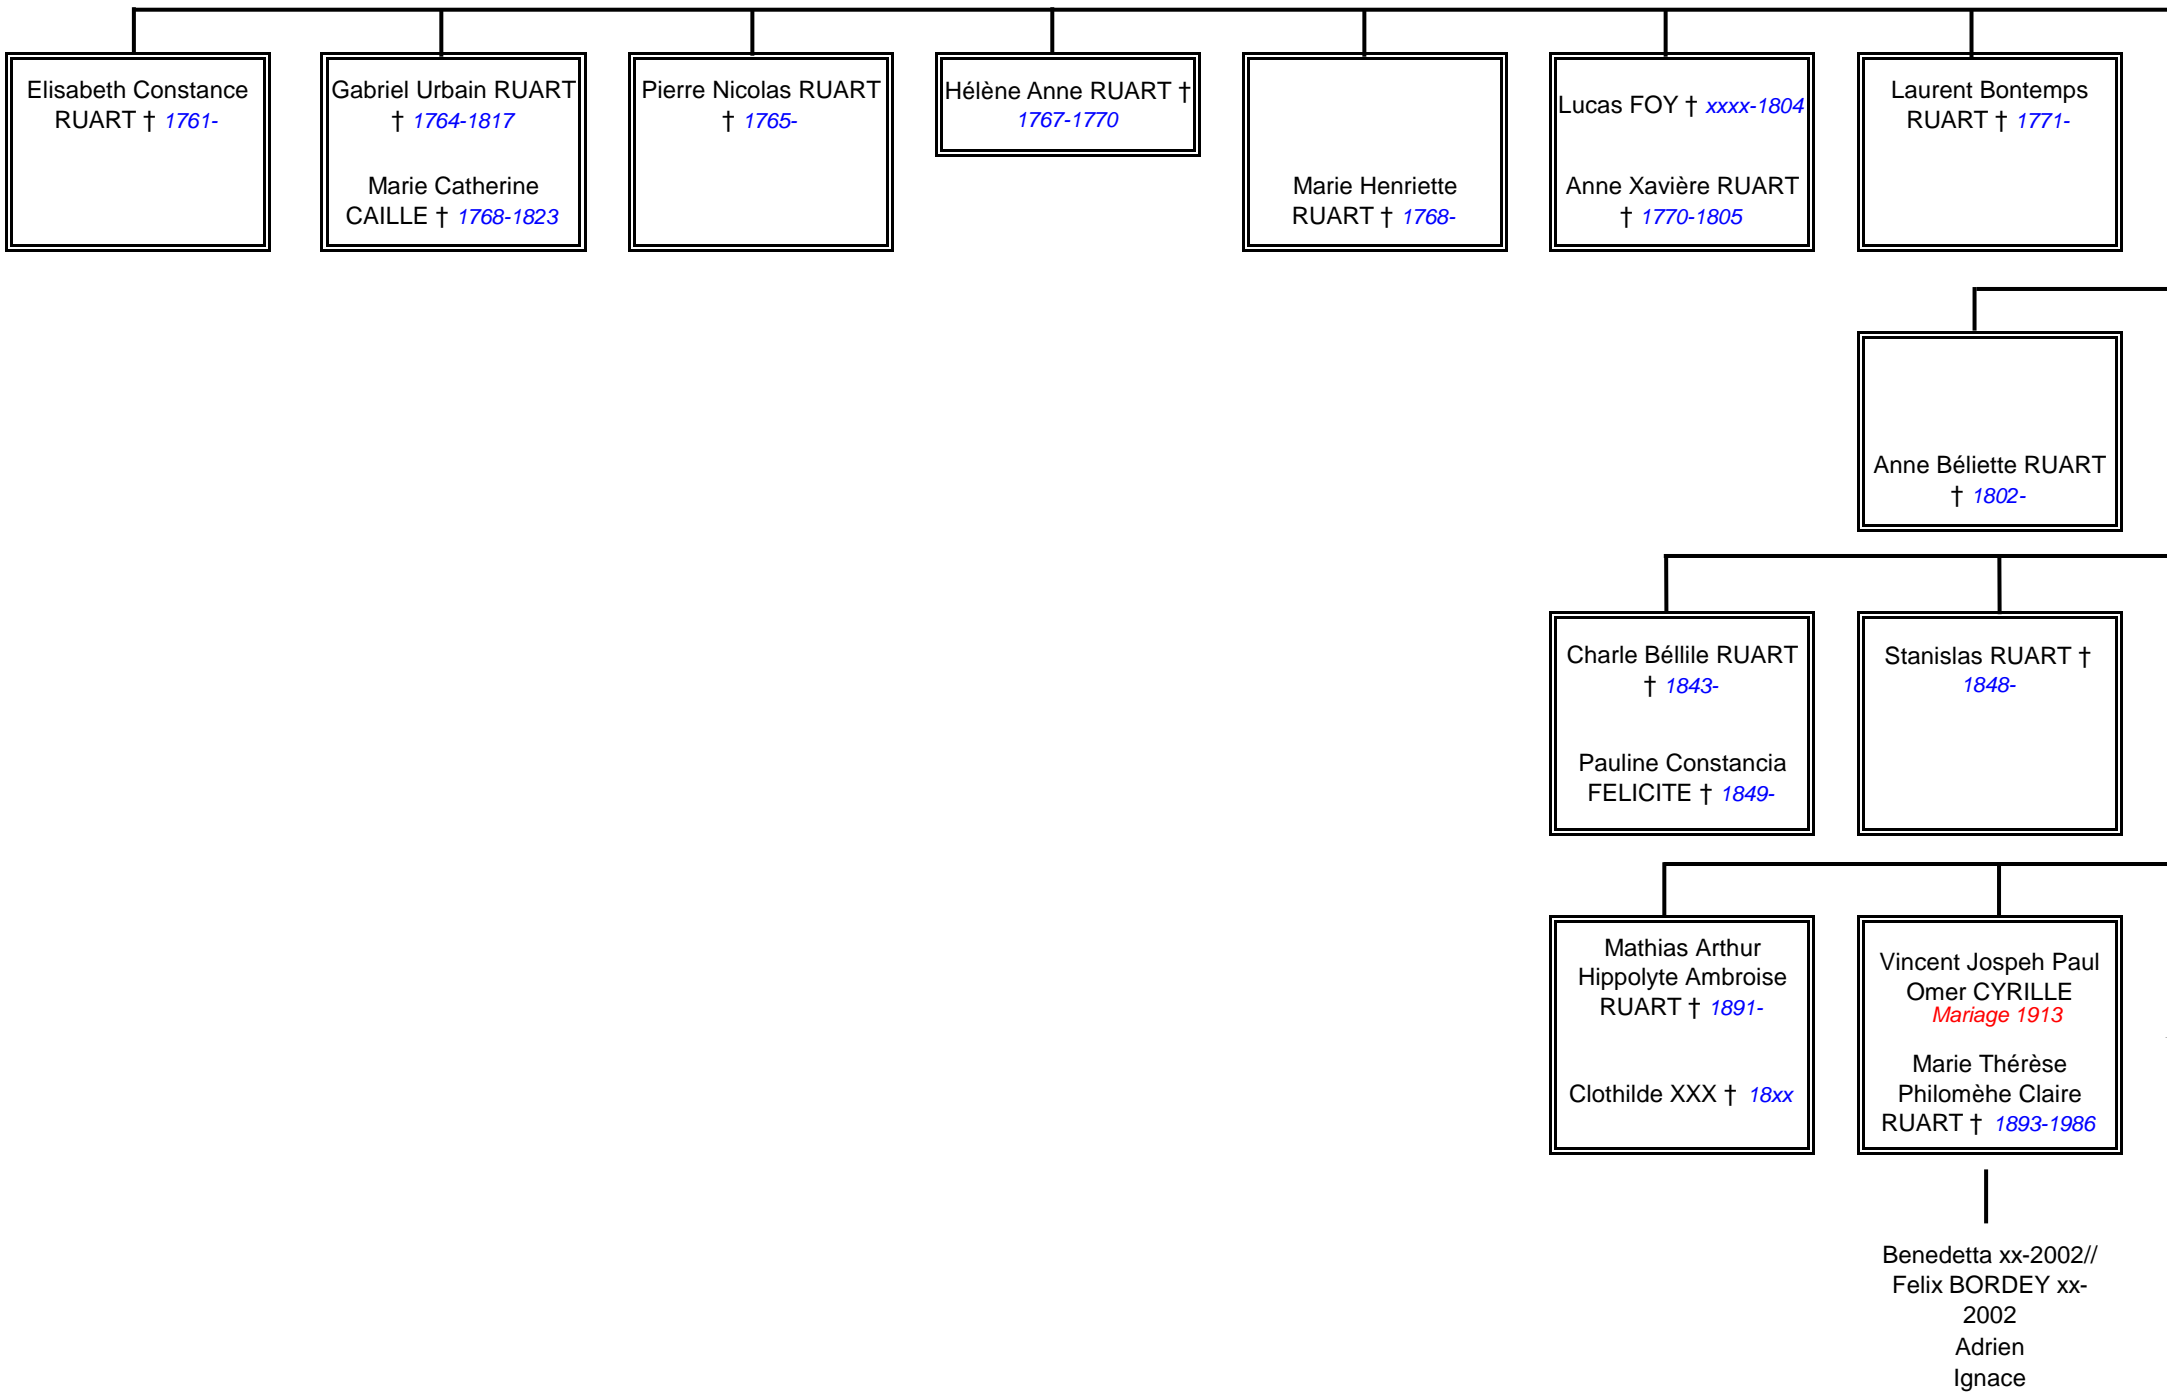 Elisabeth Constance
RUART † 1761-
Gabriel Urbain RUART
† 1764-1817
Marie Catherine
CAILLE † 1768-1823
Pierre Nicolas RUART
† 1765-
Hélène Anne RUART †
1767-1770
Marie Henriette
RUART † 1768-
Lucas FOY † xxxx-1804
Anne Xavière RUART
† 1770-1805
Laurent Bontemps
RUART † 1771-
Anne Béliette RUART
† 1802-
Charle Béllile RUART
† 1843-
Pauline Constancia
FELICITE † 1849-
Stanislas RUART †
1848-
Mathias Arthur
Hippolyte Ambroise
RUART † 1891-
Clothilde XXX † 18xx
Vincent Jospeh Paul
Omer CYRILLE
Mariage 1913
Marie Thérèse
Philomèhe Claire
RUART † 1893-1986
Benedetta xx-2002//
Felix BORDEY xx-
2002
Adrien
Ignace